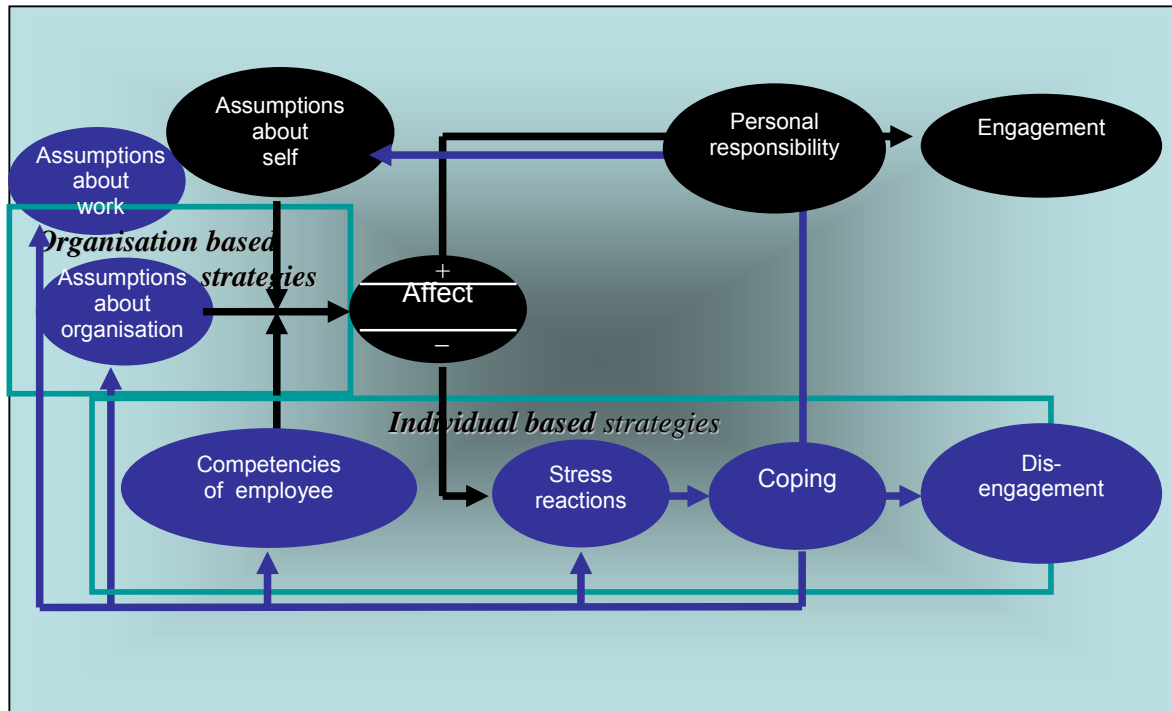 Assumptions
about
self
Personal
responsibility
Engagement
Assumptions
about
work
Organisation based
strategies
Assumptions
about
organisation
+
Affect
–
Individual based strategies
Competencies
of employee
Stress
reactions
Coping
Dis-
engagement